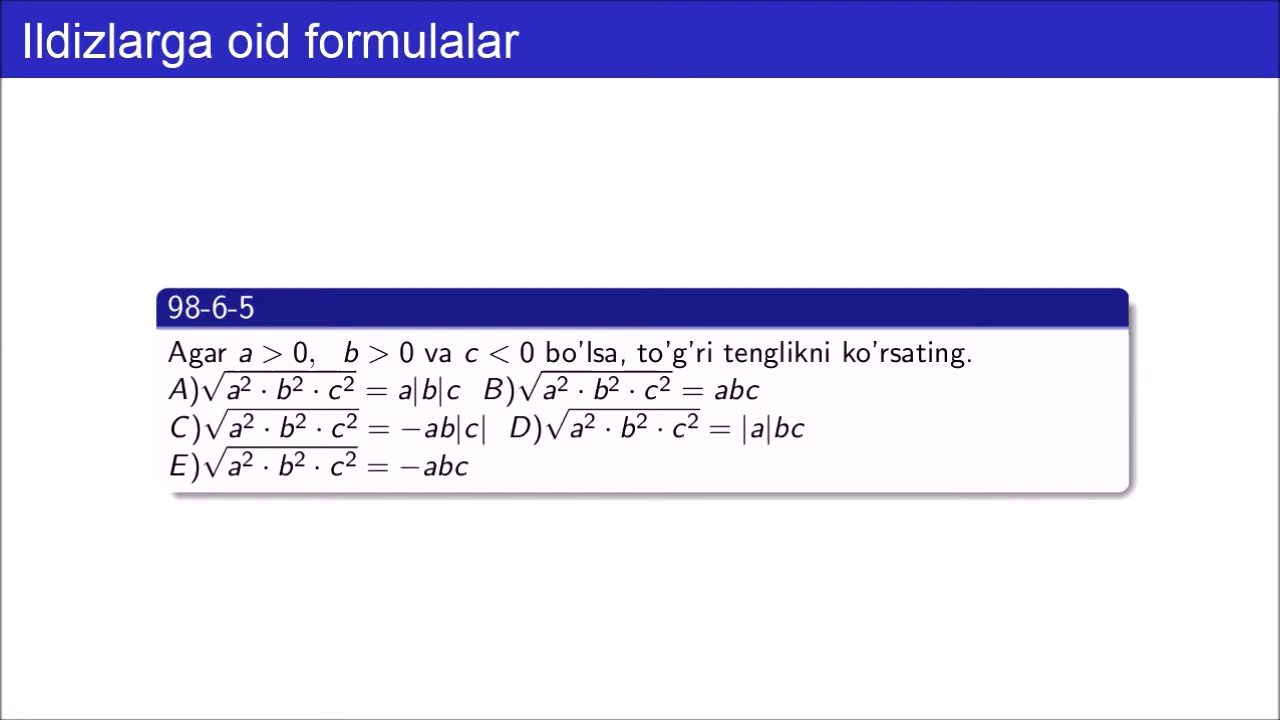 Ildizlarga oid formulalar
98-6-5
Agar a > 0, b > 0 va c < 0 bo'lsa, to'g'ri tenglikni ko'rsating.
A)√a² · b² · c² = a|b|c B)√a² · b² · c² = abc
C)√a² · b² · c² = −ab|c| D)√a² · b² · c² = |a|bc
E)√a² · b² · c² = −abc